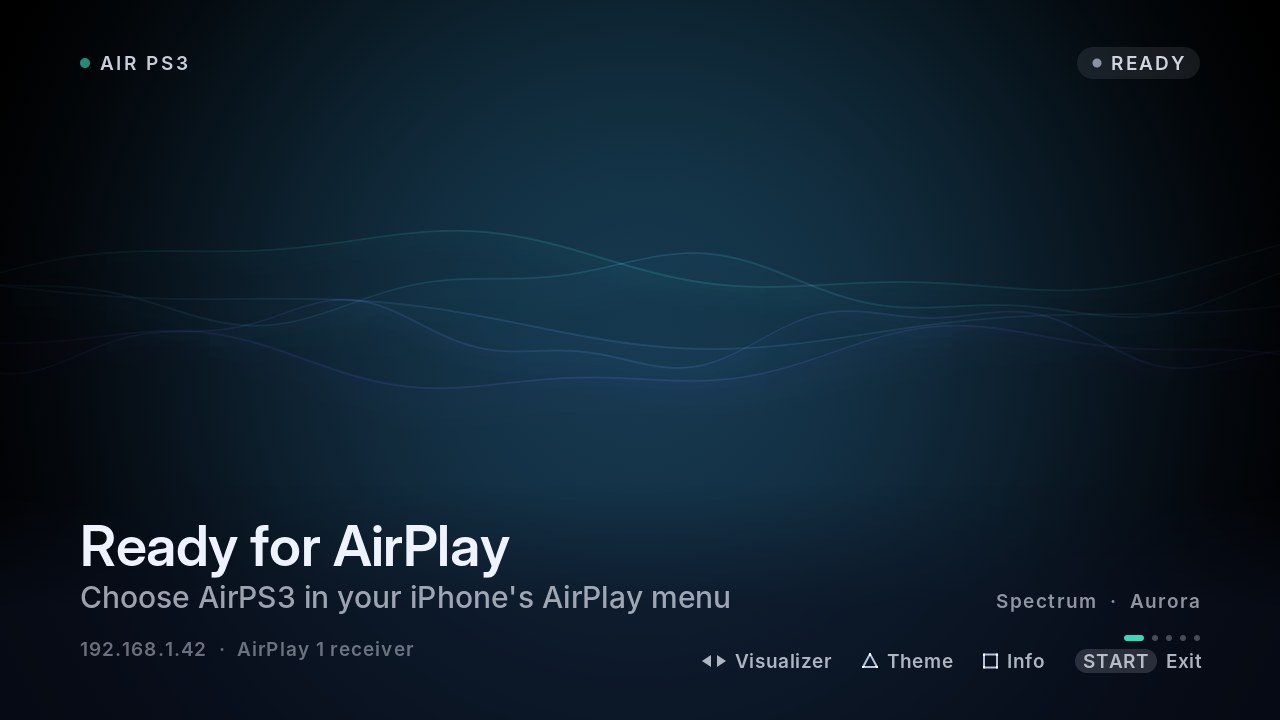 AIR PS3
READY
Ready for AirPlay
Choose AirPS3 in your iPhone's AirPlay menu
Spectrum · Aurora
192.168.1.42 · AirPlay 1 receiver
Visualizer
Theme
Info
START Exit